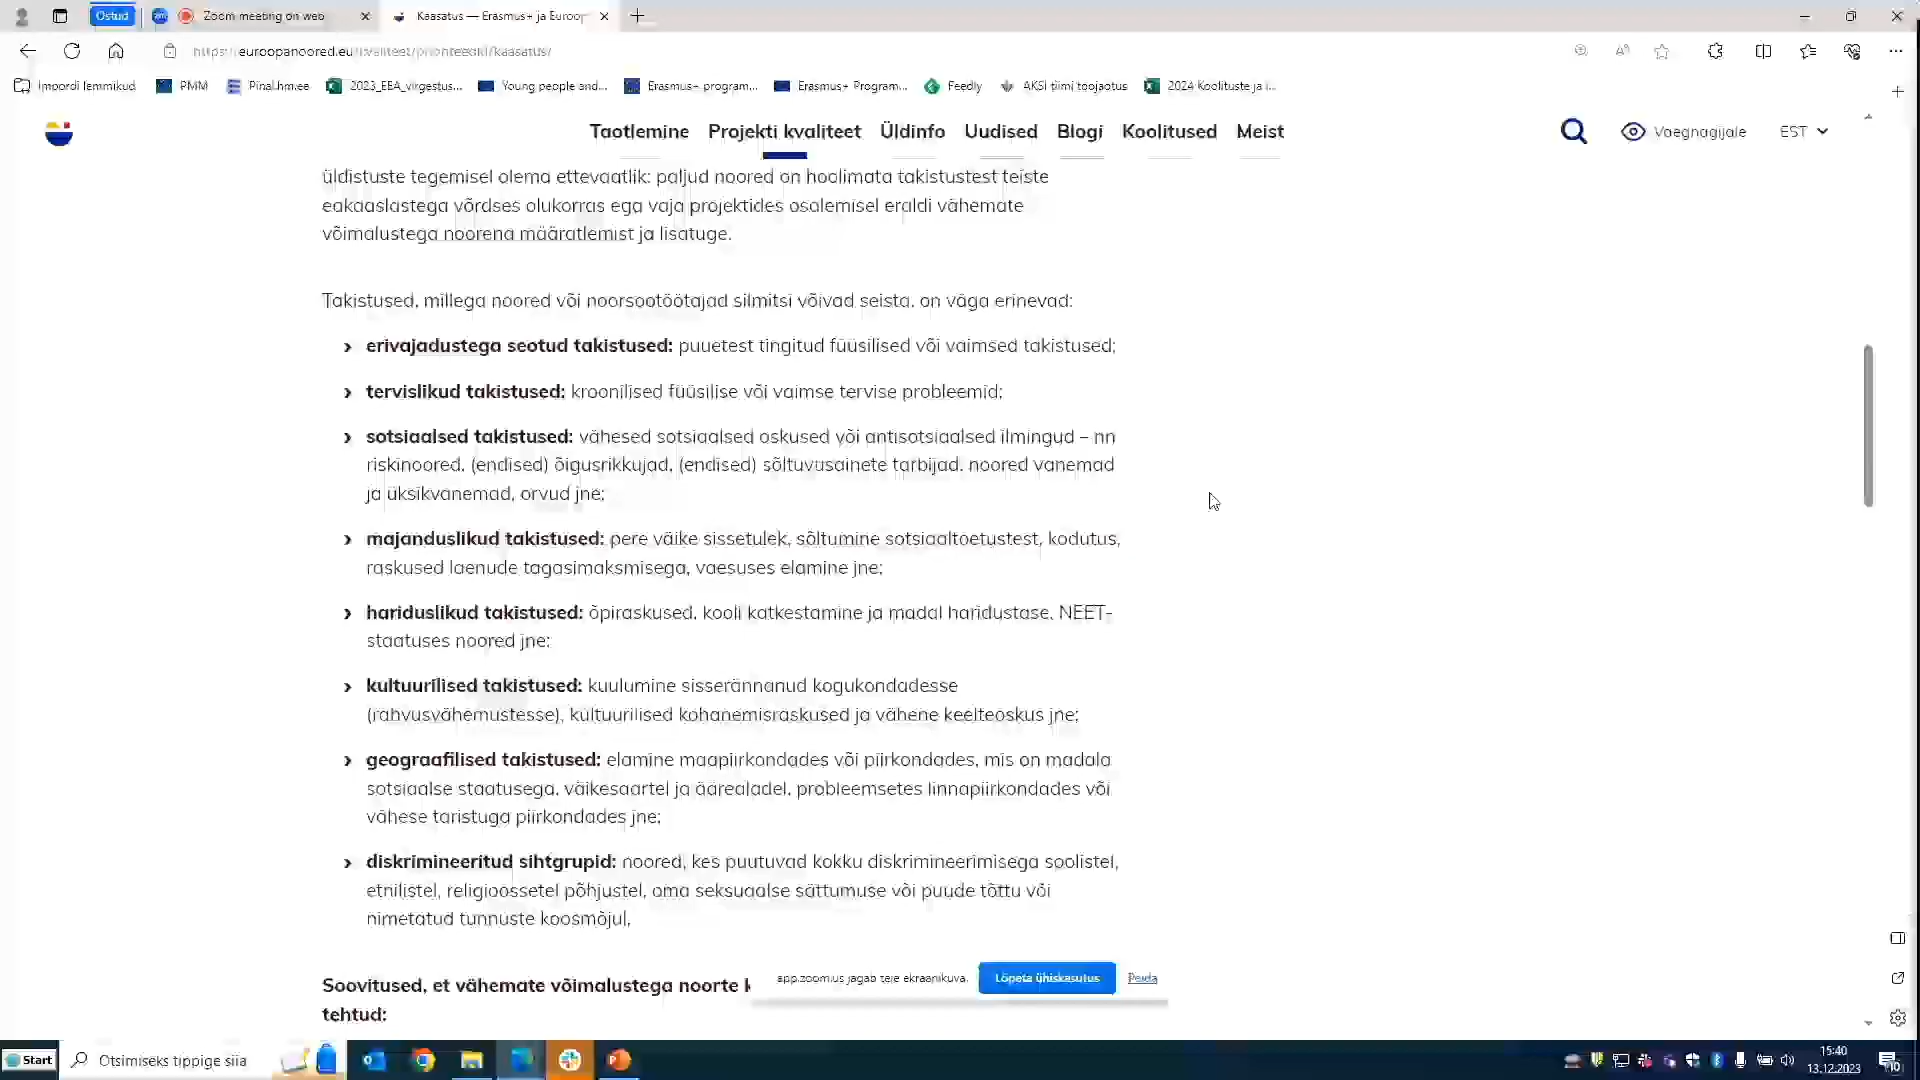 Ostud
Zoom meeting on web
Kaasatus — Erasmus+ ja Euroop
https://euroopanoored.eu/kvaliteet/prioriteedid/kaasatus/
Impordi lemmikud
PMM
Pinal.hm.ee
2023_EEA_virgestus...
Young people and...
Erasmus+ program...
Erasmus+ Program...
Feedly
AKSI tiimi toojaotus
2024 Koolituste ja i...
Taotlemine Projekti kvaliteet Üldinfo Uudised Blogi Koolitused Meist
Vaegnägijale
EST
üldistuste tegemisel olema ettevaatlik: paljud noored on hoolimata takistustest teiste
eakaaslastega võrdses olukorras ega vaja projektides osalemisel eraldi vähemate
võimalustega noorena määratlemist ja lisatuge.
Takistused, millega noored või noorsootöötajad silmitsi võivad seista, on väga erinevad:
erivajadustega seotud takistused: puuetest tingitud füüsilised või vaimsed takistused;
tervislikud takistused: kroonilised füüsilise või vaimse tervise probleemid;
sotsiaalsed takistused: vähesed sotsiaalsed oskused või antisotsiaalsed ilmingud – nn
riskinoored, (endised) õigusrikkujad, (endised) sõltuvusainete tarbijad, noored vanemad
ja üksikvanemad, orvud jne;
majanduslikud takistused: pere väike sissetulek, sõltumine sotsiaaltoetustest, kodutus,
raskused laenude tagasimaksmisega, vaesuses elamine jne;
hariduslikud takistused: õpiraskused, kooli katkestamine ja madal haridustase, NEET-
staatuses noored jne;
kultuurilised takistused: kuulumine sisserännanud kogukondadesse
(rahvusvähemustesse), kultuurilised kohanemisraskused ja vähene keelteoskus jne;
geograafilised takistused: elamine maapiirkondades või piirkondades, mis on madala
sotsiaalse staatusega, väikesaartel ja äärealadel, probleemsetes linnapiirkondades või
vähese taristuga piirkondades jne;
diskrimineeritud sihtgrupid: noored, kes puutuvad kokku diskrimineerimisega soolistel,
etnilistel, religioossetel põhjustel, oma seksuaalse sättumuse või puude tõttu või
nimetatud tunnuste koosmõjul.
Soovitused, et vähemate võimalustega noorte k
tehtud:
app.zoom.us jagab teie ekraanikuva.
Lõpeta ühiskasutus
Peida
Start
Otsimiseks tippige siia
15:40
13.12.2023